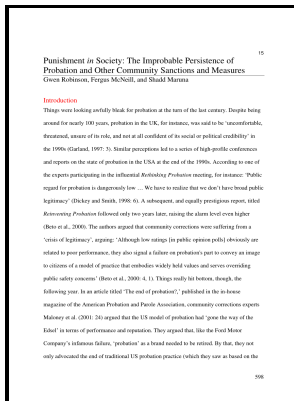 15
Punishment in Society: The Improbable Persistence of
Probation and Other Community Sanctions and Measures
Gwen Robinson, Fergus McNeill, and Shadd Maruna
Introduction
Things were looking awfully bleak for probation at the turn of the last century. Despite being
around for nearly 100 years, probation in the UK, for instance, was said to be ‘uncomfortable,
threatened, unsure of its role, and not at all confident of its social or political credibility’ in
the 1990s (Garland, 1997: 3). Similar perceptions led to a series of high-profile conferences
and reports on the state of probation in the USA at the end of the 1990s. According to one of
the experts participating in the influential Rethinking Probation meeting, for instance: ‘Public
regard for probation is dangerously low … We have to realize that we don’t have broad public
legitimacy’ (Dickey and Smith, 1998: 6). A subsequent, and equally prestigious report, titled
Reinventing Probation followed only two years later, raising the alarm level even higher
(Beto et al., 2000). The authors argued that community corrections were suffering from a
‘crisis of legitimacy’, arguing: ‘Although low ratings [in public opinion polls] obviously are
related to poor performance, they also signal a failure on probation’s part to convey an image
to citizens of a model of practice that embodies widely held values and serves overriding
public safety concerns’ (Beto et al., 2000: 4, 1). Things really hit bottom, though, the
following year. In an article titled ‘The end of probation?,’ published in the in-house
magazine of the American Probation and Parole Association, community corrections experts
Maloney et al. (2001: 24) argued that the US model of probation had ‘gone the way of the
Edsel’ in terms of performance and reputation. They argued that, like the Ford Motor
Company’s infamous failure, ‘probation’ as a brand needed to be retired. By that, they not
only advocated the end of traditional US probation practice (which they saw as based on the
598